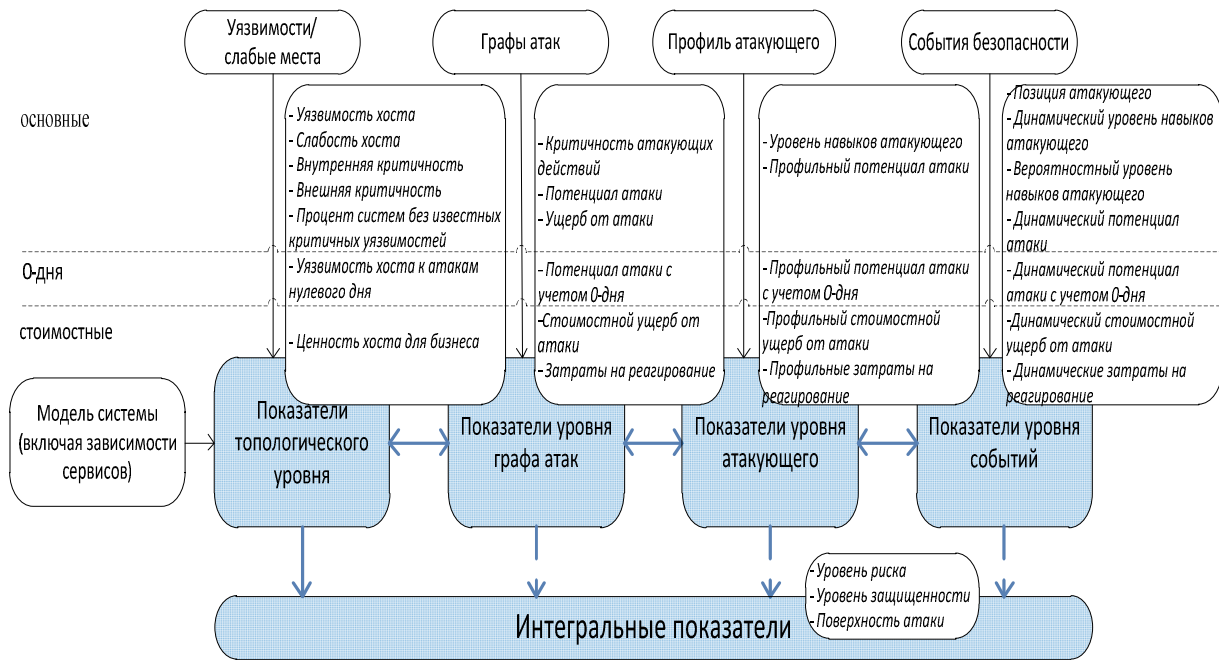 Уязвимости/
слабые места
Графы атак
Профиль атакующего
События безопасности
основные
- Уязвимость хоста
- Слабость хоста
- Внутренняя критичность
- Внешняя критичность
- Процент систем без известных
критичных уязвимостей
- Критичность атакующих
действий
- Потенциал атаки
- Ущерб от атаки
- Уровень навыков атакующего
- Профильный потенциал атаки
- Позиция атакующего
- Динамический уровень навыков
атакующего
- Вероятностный уровень
навыков атакующего
- Динамический потенциал
атаки
0-дня
- Уязвимость хоста к атакам
нулевого дня
- Потенциал атаки с
учетом 0-дня
- Профильный потенциал атаки
с учетом 0-дня
- Динамический потенциал
атаки с учетом 0-дня
стоимостные
- Ценность хоста для бизнеса
-Стоимостной ущерб от
атаки
- Затраты на реагирование
-Профильный стоимостной
ущерб от атаки
- Профильные затраты на
реагирование
- Динамический стоимостной
ущерб от атаки
- Динамические затраты на
реагирование
Модель системы
(включая зависимости
сервисов)
Показатели
топологического
уровня
Показатели уровня
графа атак
Показатели уровня
атакующего
Показатели уровня
событий
- Уровень риска
- Уровень защищенности
- Поверхность атаки
Интегральные показатели